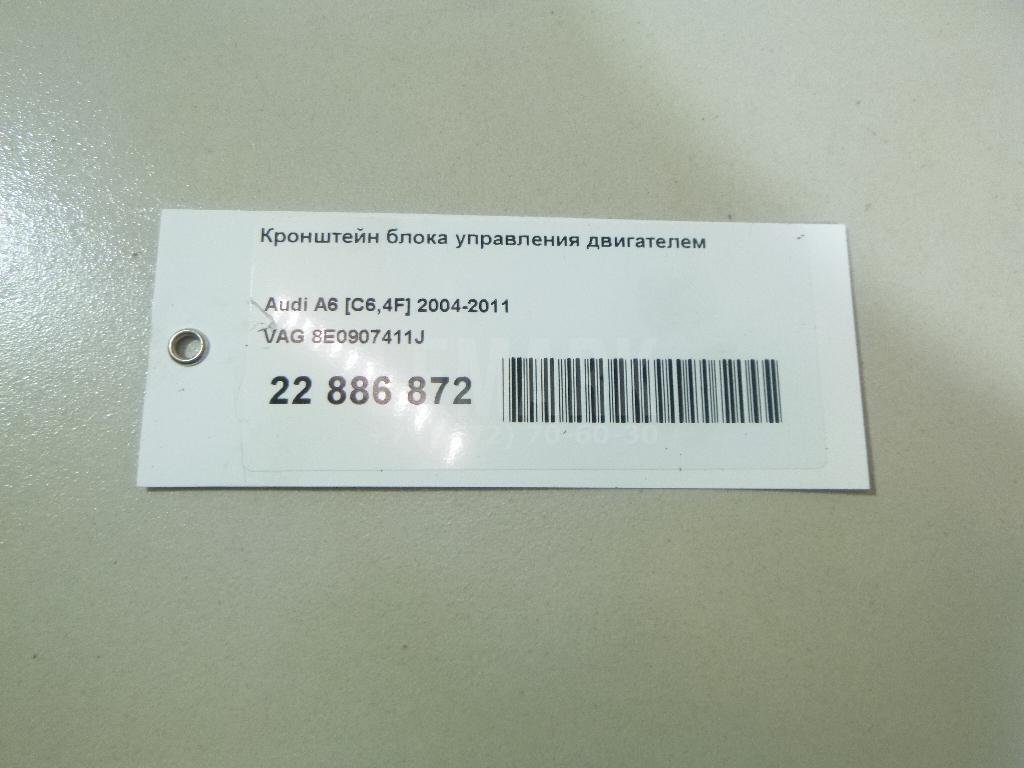 Кронштейн блока управления двигателем
Audi A6 [C6,4F] 2004-2011
VAG 8E0907411J
22 886 872